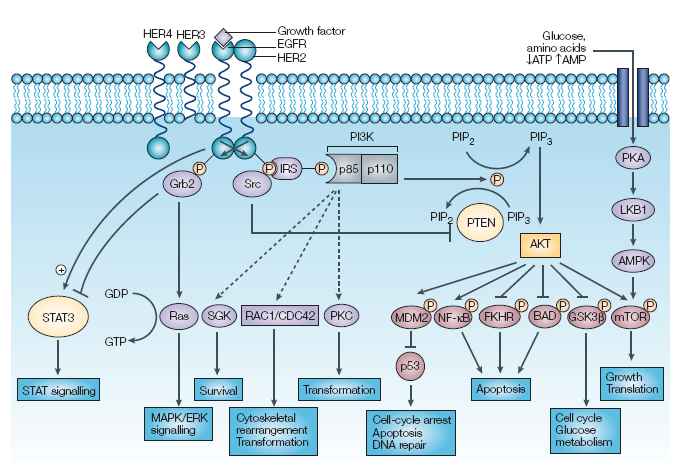 HER4 HER3
Growth factor
EGFR
HER2
Glucose,
amino acids
↓ATP ↑AMP
PI3K
PIP2
PIP3
P
P
IRS
P
p85
p110
P
PKA
Grb2
Src
LKB1
PIP2
PTEN
PIP3
AKT
AMPK
+
GDP
GTP
STAT3
Ras
SGK
RAC1/CDC42
PKC
P
P
P
P
P
P
MDM2
NF-κB
FKHR
BAD
GSK3β
mTOR
p53
STAT signalling
Survival
Transformation
Apoptosis
Growth
Translation
MAPK/ERK
signalling
Cytoskeletal
rearrangement
Transformation
Cell-cycle arrest
Apoptosis
DNA repair
Cell cycle
Glucose
metabolism